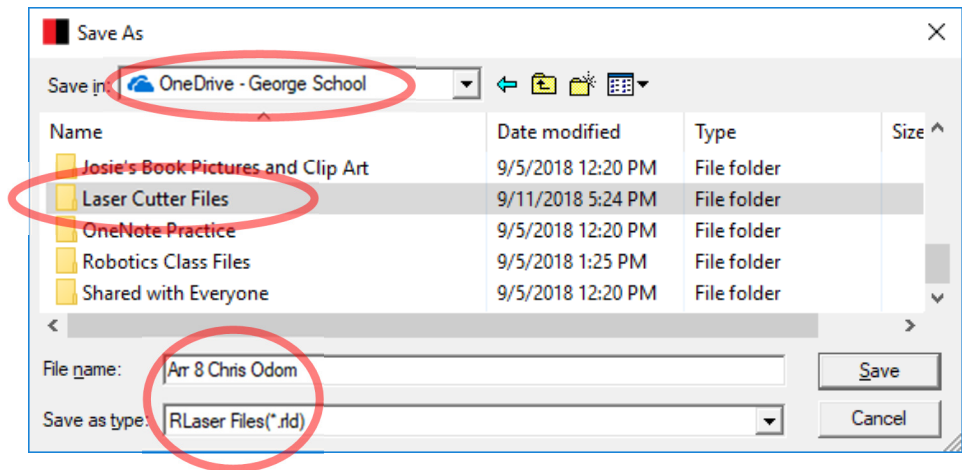 Save As
Save in: OneDrive - George School
Name Date modified Type Size
Josie's Book Pictures and Clip Art 9/5/2018 12:20 PM File folder
Laser Cutter Files 9/11/2018 5:24 PM File folder
OneNote Practice 9/5/2018 12:20 PM File folder
Robotics Class Files 9/5/2018 1:25 PM File folder
Shared with Everyone 9/5/2018 12:20 PM File folder
File name: Arr 8 Chris Odom Save
Save as type: RLaser Files(*.rld) Cancel